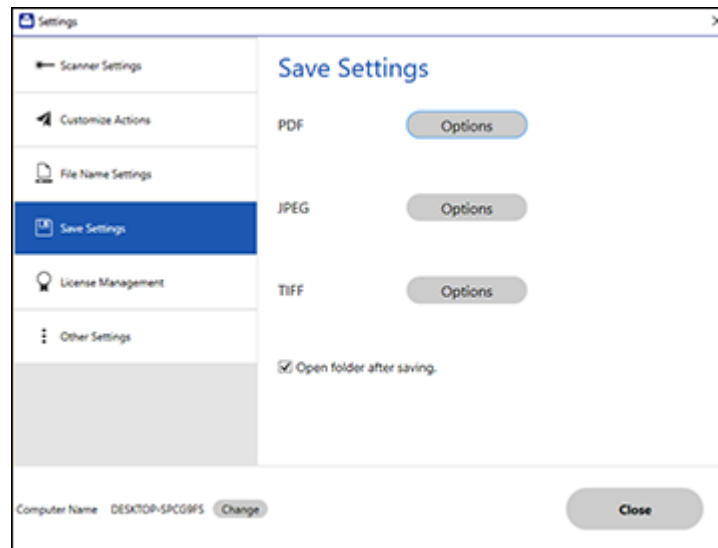 Settings
Scanner Settings
Customize Actions
File Name Settings
Save Settings
License Management
Other Settings
Save Settings
PDF Options
JPEG Options
TIFF Options
Open folder after saving.
Computer Name DESKTOP-SPCG9FS Change
Close